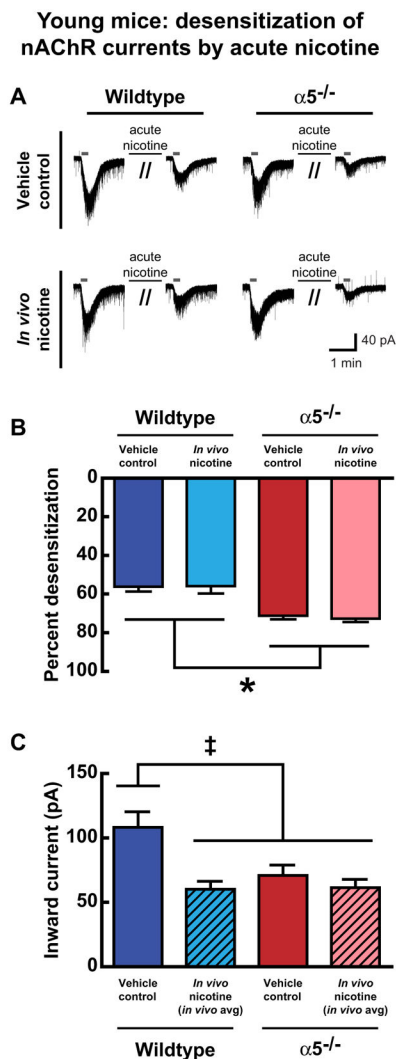 Young mice: desensitization of
nAChR currents by acute nicotine
A
Wildtype
α5-/-
Vehicle
control
acute
nicotine
//
acute
nicotine
//
In vivo
nicotine
acute
nicotine
//
acute
nicotine
//
40 pA
1 min
B
Wildtype
α5-/-
Vehicle
control
In vivo
nicotine
Vehicle
control
In vivo
nicotine
Percent desensitization
0
20
40
60
80
100
*
C
‡
Inward current (pA)
150
100
50
0
Vehicle
control
In vivo
nicotine
(in vivo avg)
Vehicle
control
In vivo
nicotine
(in vivo avg)
Wildtype
α5-/-